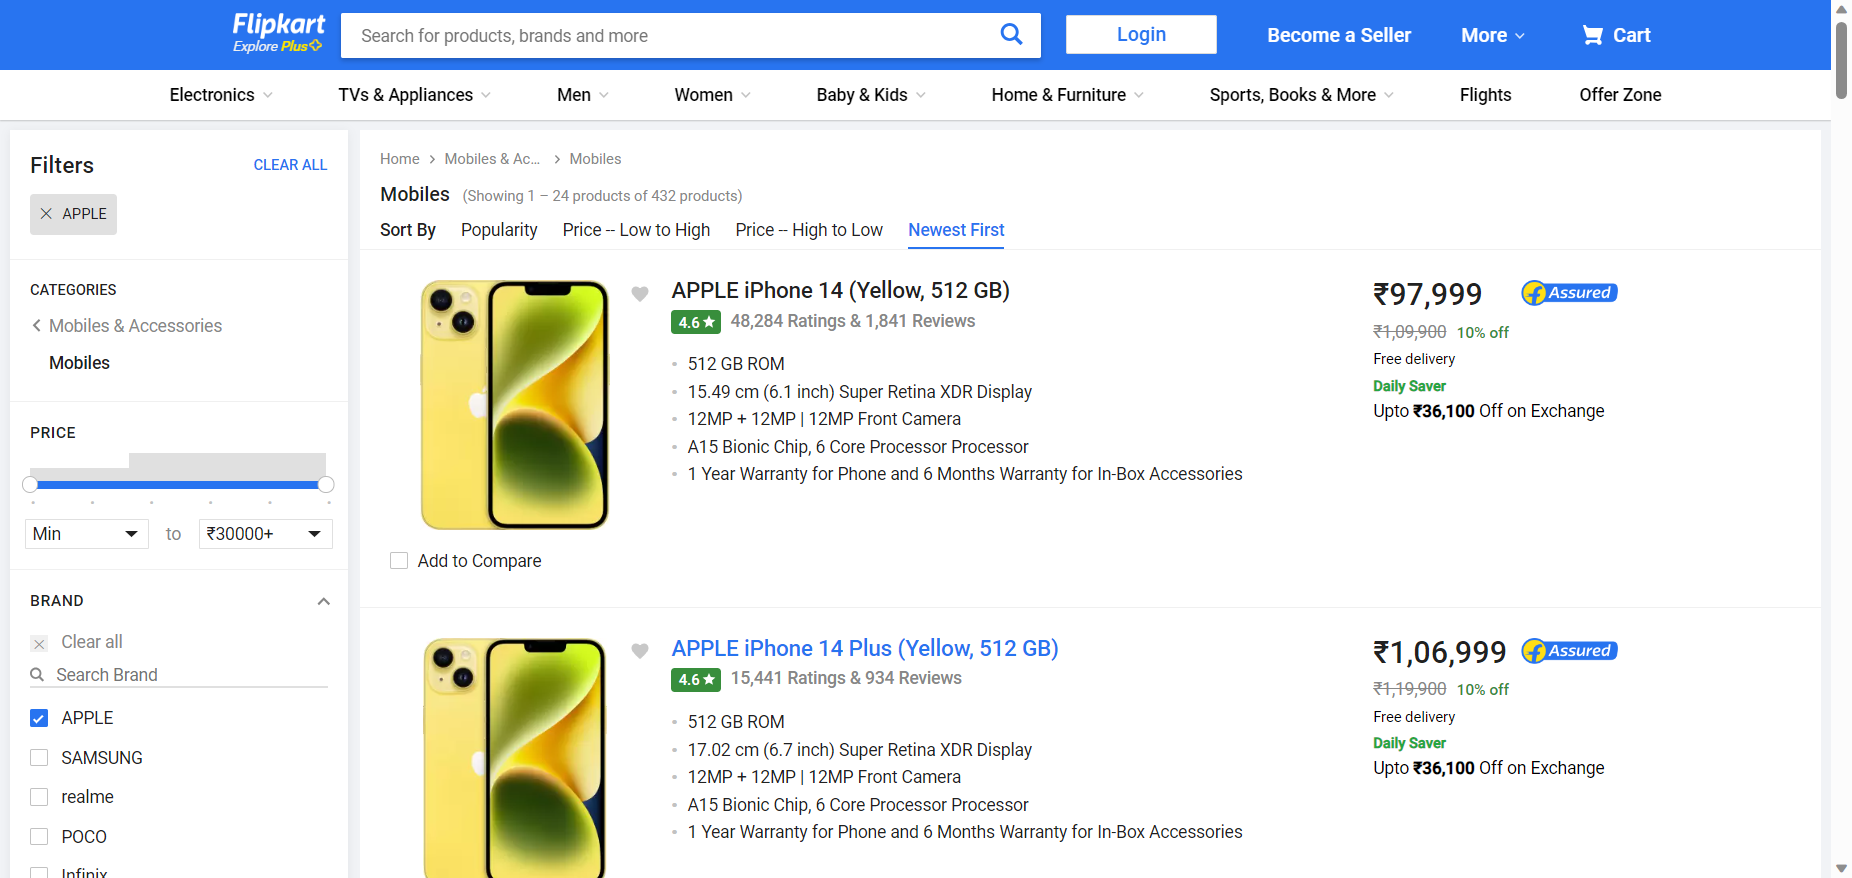 Flipkart
Explore Plus
Search for products, brands and more
Login
Become a Seller
More
Cart
Electronics
TVs & Appliances
Men
Women
Baby & Kids
Home & Furniture
Sports, Books & More
Flights
Offer Zone
Filters
CLEAR ALL
APPLE
CATEGORIES
Mobiles & Accessories
Mobiles
PRICE
Min
to
₹30000+
BRAND
Clear all
Search Brand
APPLE
SAMSUNG
realme
POCO
Infinix
Home
Mobiles & Ac...
Mobiles
Mobiles (Showing 1 – 24 products of 432 products)
Sort By
Popularity
Price -- Low to High
Price -- High to Low
Newest First
APPLE iPhone 14 (Yellow, 512 GB)
4.6 48,284 Ratings & 1,841 Reviews
512 GB ROM
15.49 cm (6.1 inch) Super Retina XDR Display
12MP + 12MP | 12MP Front Camera
A15 Bionic Chip, 6 Core Processor Processor
1 Year Warranty for Phone and 6 Months Warranty for In-Box Accessories
₹97,999
Assured
₹1,09,900 10% off
Free delivery
Daily Saver
Upto ₹36,100 Off on Exchange
Add to Compare
APPLE iPhone 14 Plus (Yellow, 512 GB)
4.6 15,441 Ratings & 934 Reviews
512 GB ROM
17.02 cm (6.7 inch) Super Retina XDR Display
12MP + 12MP | 12MP Front Camera
A15 Bionic Chip, 6 Core Processor Processor
1 Year Warranty for Phone and 6 Months Warranty for In-Box Accessories
₹1,06,999
Assured
₹1,19,900 10% off
Free delivery
Daily Saver
Upto ₹36,100 Off on Exchange